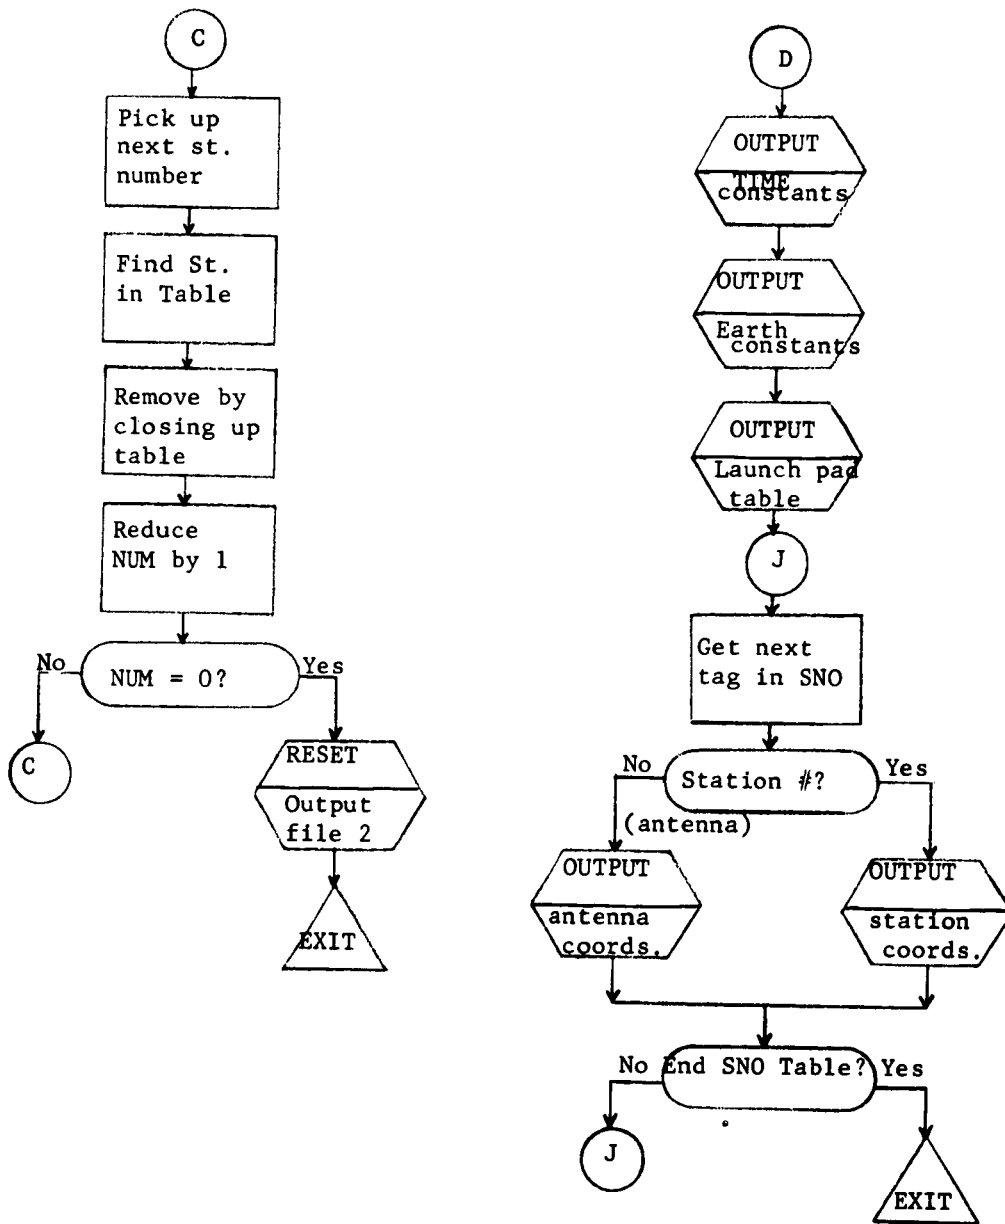 C
Pick up
next st.
number
Find St.
in Table
Remove by
closing up
table
Reduce
NUM by 1
No
NUM = 0?
Yes
C
RESET
Output
file 2
EXIT
D
OUTPUT
TIME
constants
OUTPUT
Earth
constants
OUTPUT
Launch pad
table
J
Get next
tag in SNO
No
Station #?
Yes
(antenna)
OUTPUT
antenna
coords.
OUTPUT
station
coords.
No
End SNO Table?
Yes
J
EXIT